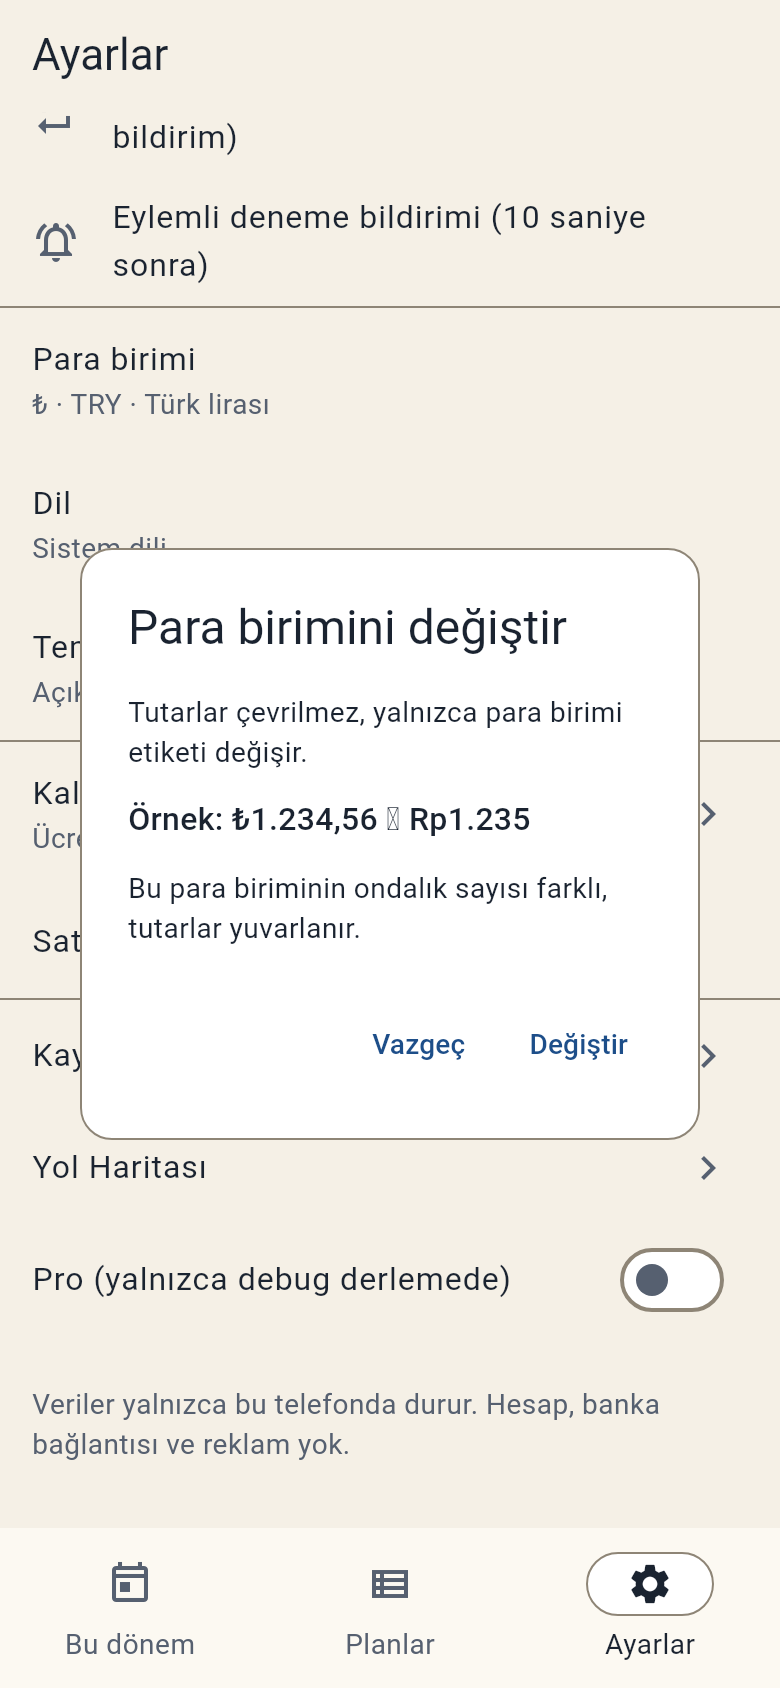 Ayarlar
bildirim)
Eylemli deneme bildirimi (10 saniye
sonra)
Para birimi
₺ · TRY · Türk lirası
Dil
Para birimini değiştir
Tutarlar çevrilmez, yalnızca para birimi
etiketi değişir.
Örnek: ₺1.234,56 Rp1.235
Bu para biriminin ondalık sayısı farklı,
tutarlar yuvarlanır.
Vazgeç Değiştir
Yol Haritası
Pro (yalnızca debug derlemede)
Veriler yalnızca bu telefonda durur. Hesap, banka
bağlantısı ve reklam yok.
Bu dönem Planlar Ayarlar